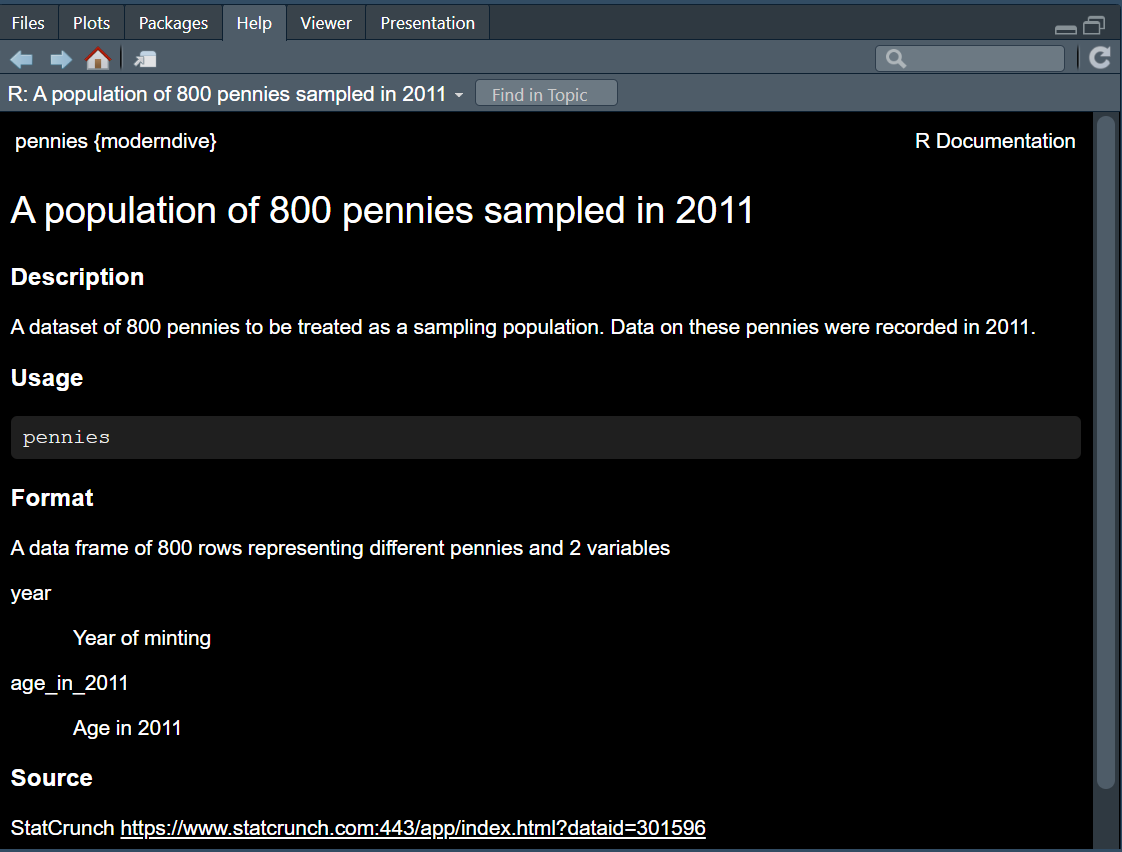 Files Plots Packages Help Viewer Presentation
R: A population of 800 pennies sampled in 2011 Find in Topic
pennies {moderndive} R Documentation
A population of 800 pennies sampled in 2011
Description
A dataset of 800 pennies to be treated as a sampling population. Data on these pennies were recorded in 2011.
Usage
pennies
Format
A data frame of 800 rows representing different pennies and 2 variables
year
Year of minting
age_in_2011
Age in 2011
Source
StatCrunch https://www.statcrunch.com:443/app/index.html?dataid=301596